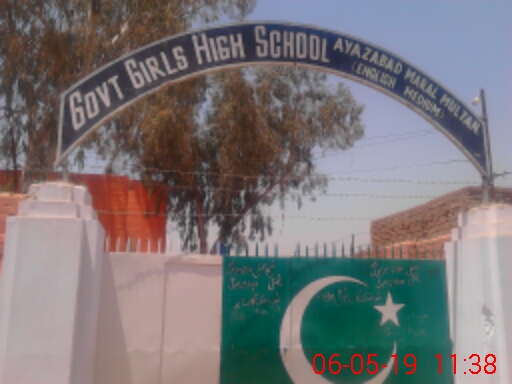 GOVT GIRLS HIGH SCHOOL AYAZABAD MARAL MULTAN
(ENGLISH MEDIUM)
06-05-19 11:38